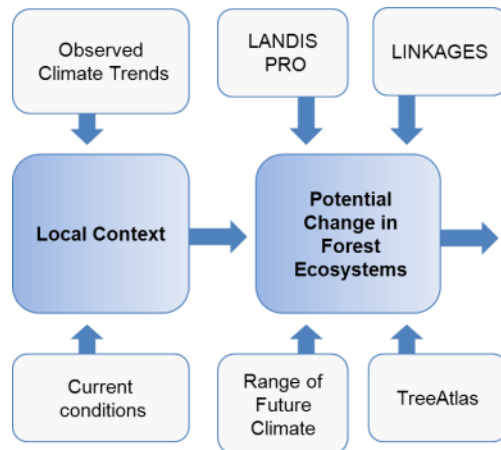 Observed
Climate Trends
LANDIS
PRO
LINKAGES
Local Context
Potential
Change in
Forest
Ecosystems
Current
conditions
Range of
Future
Climate
TreeAtlas